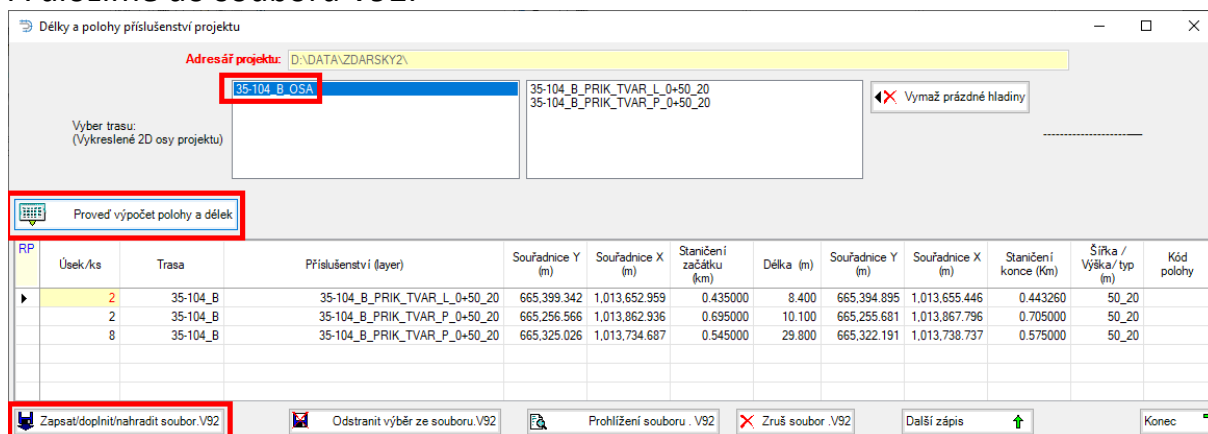 A uložíme do souboru V92.
Délky a polohy příslušenství projektu
Adresář projektu: D:\DATA\ZDARSKY2\
35-104_B_OSA
35-104_B_PRIK_TVAR_L_0+50_20
35-104_B_PRIK_TVAR_P_0+50_20
Vymaž prázdné hladiny
Vyber trasu:
(Vykreslené 2D osy projektu)
Proveď výpočet polohy a délek
RP Úsek/ks Trasa Příslušenství (layer) Souřadnice Y (m) Souřadnice X (m) Staničení začátku (km) Délka (m) Souřadnice Y (m) Souřadnice X (m) Staničení konce (Km) Šířka / Výška/typ (m) Kód polohy
2 35-104_B 35-104_B_PRIK_TVAR_L_0+50_20 665,399.342 1,013,652.959 0.435000 8.400 665,394.895 1,013,655.446 0.443260 50_20
2 35-104_B 35-104_B_PRIK_TVAR_P_0+50_20 665,256.566 1,013,862.936 0.695000 10.100 665,255.681 1,013,867.796 0.705000 50_20
8 35-104_B 35-104_B_PRIK_TVAR_P_0+50_20 665,325.026 1,013,734.687 0.545000 29.800 665,322.191 1,013,738.737 0.575000 50_20
Zapsat/doplnit/nahradit soubor.V92 Odstranit výběr ze souboru.V92 Prohlížení souboru . V92 Zruš soubor .V92 Další zápis Konec